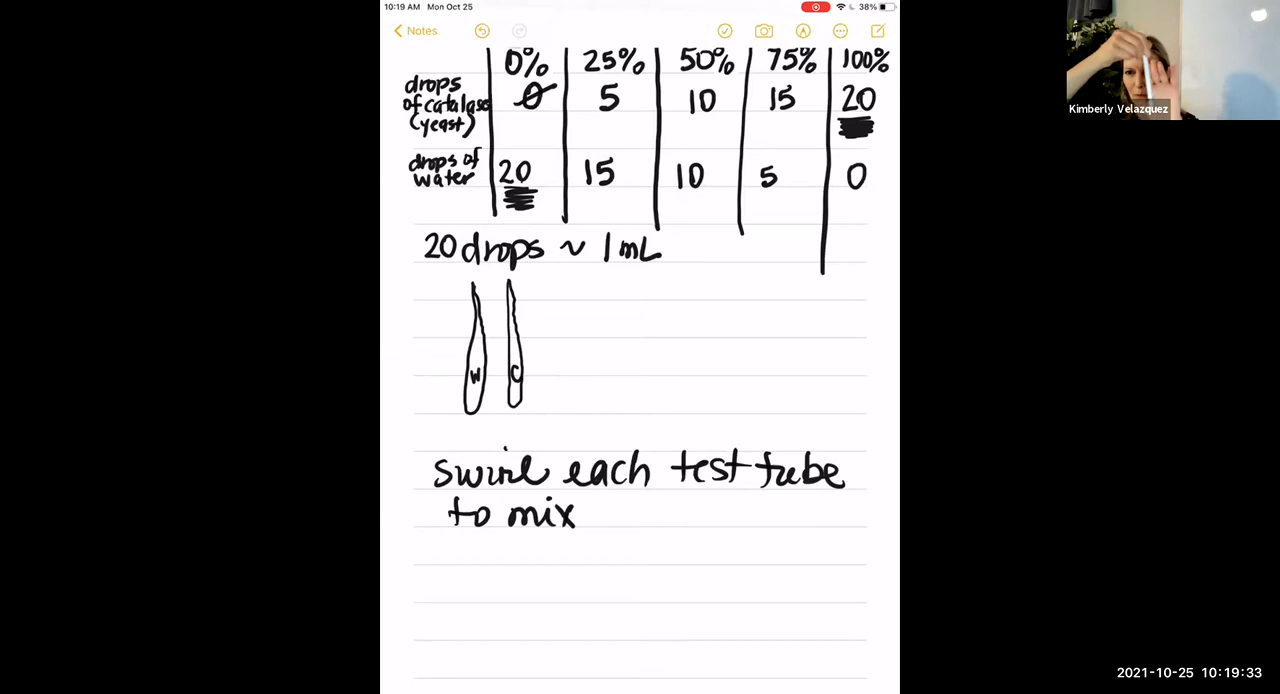 10:19 AM Mon Oct 25
38%
Notes
0% 25% 50% 75% 100%
drops of catalase (yeast) 0 5 10 15 20
drops of water 20 15 10 5 0
20 drops ~ 1 mL
W C
swirl each test tube
to mix
Kimberly Velazquez
2021-10-25 10:19:33